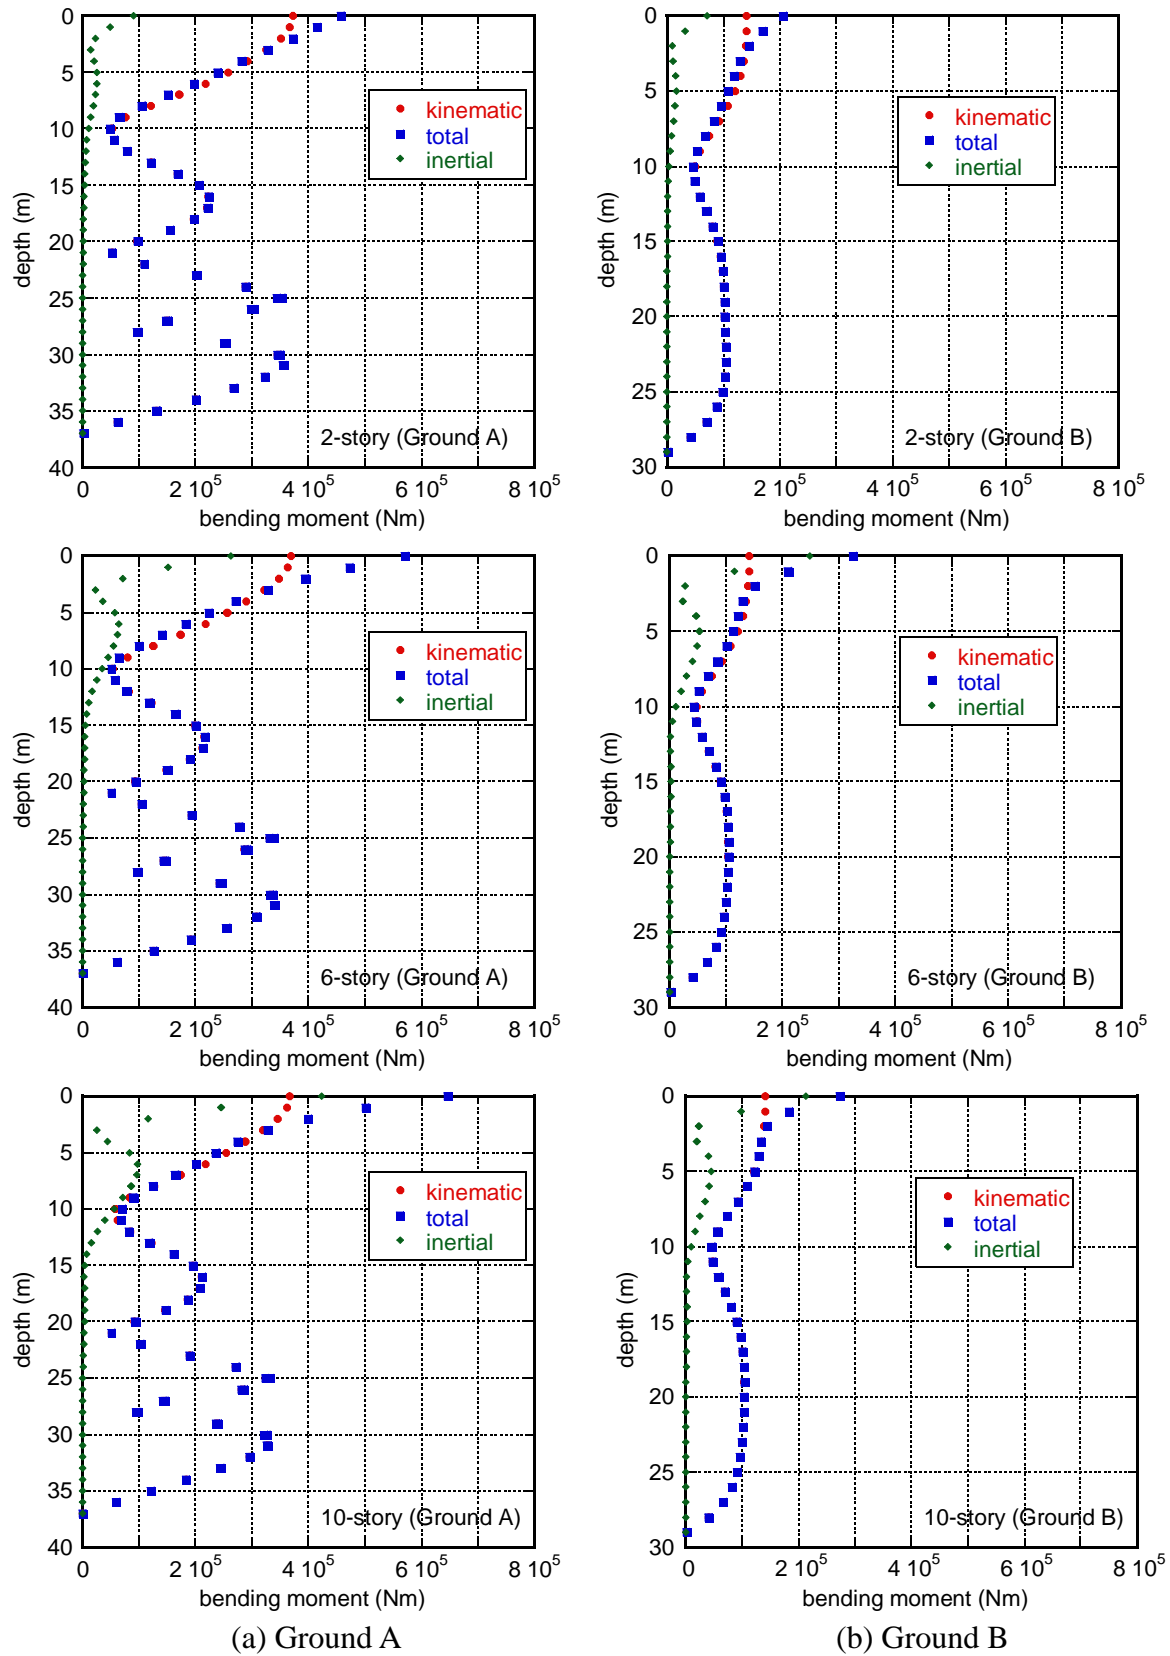 0
5
10
15
20
25
30
35
40
depth (m)
kinematic
total
inertial
2-story (Ground A)
0 2 10^5 4 10^5 6 10^5 8 10^5
bending moment (Nm)
0
5
10
15
20
25
30
depth (m)
kinematic
total
inertial
2-story (Ground B)
0 2 10^5 4 10^5 6 10^5 8 10^5
bending moment (Nm)
0
5
10
15
20
25
30
35
40
depth (m)
kinematic
total
inertial
6-story (Ground A)
0 2 10^5 4 10^5 6 10^5 8 10^5
bending moment (Nm)
0
5
10
15
20
25
30
depth (m)
kinematic
total
inertial
6-story (Ground B)
0 2 10^5 4 10^5 6 10^5 8 10^5
bending moment (Nm)
0
5
10
15
20
25
30
35
40
depth (m)
kinematic
total
inertial
10-story (Ground A)
0 2 10^5 4 10^5 6 10^5 8 10^5
bending moment (Nm)
0
5
10
15
20
25
30
depth (m)
kinematic
total
inertial
10-story (Ground B)
0 2 10^5 4 10^5 6 10^5 8 10^5
bending moment (Nm)
(a) Ground A
(b) Ground B